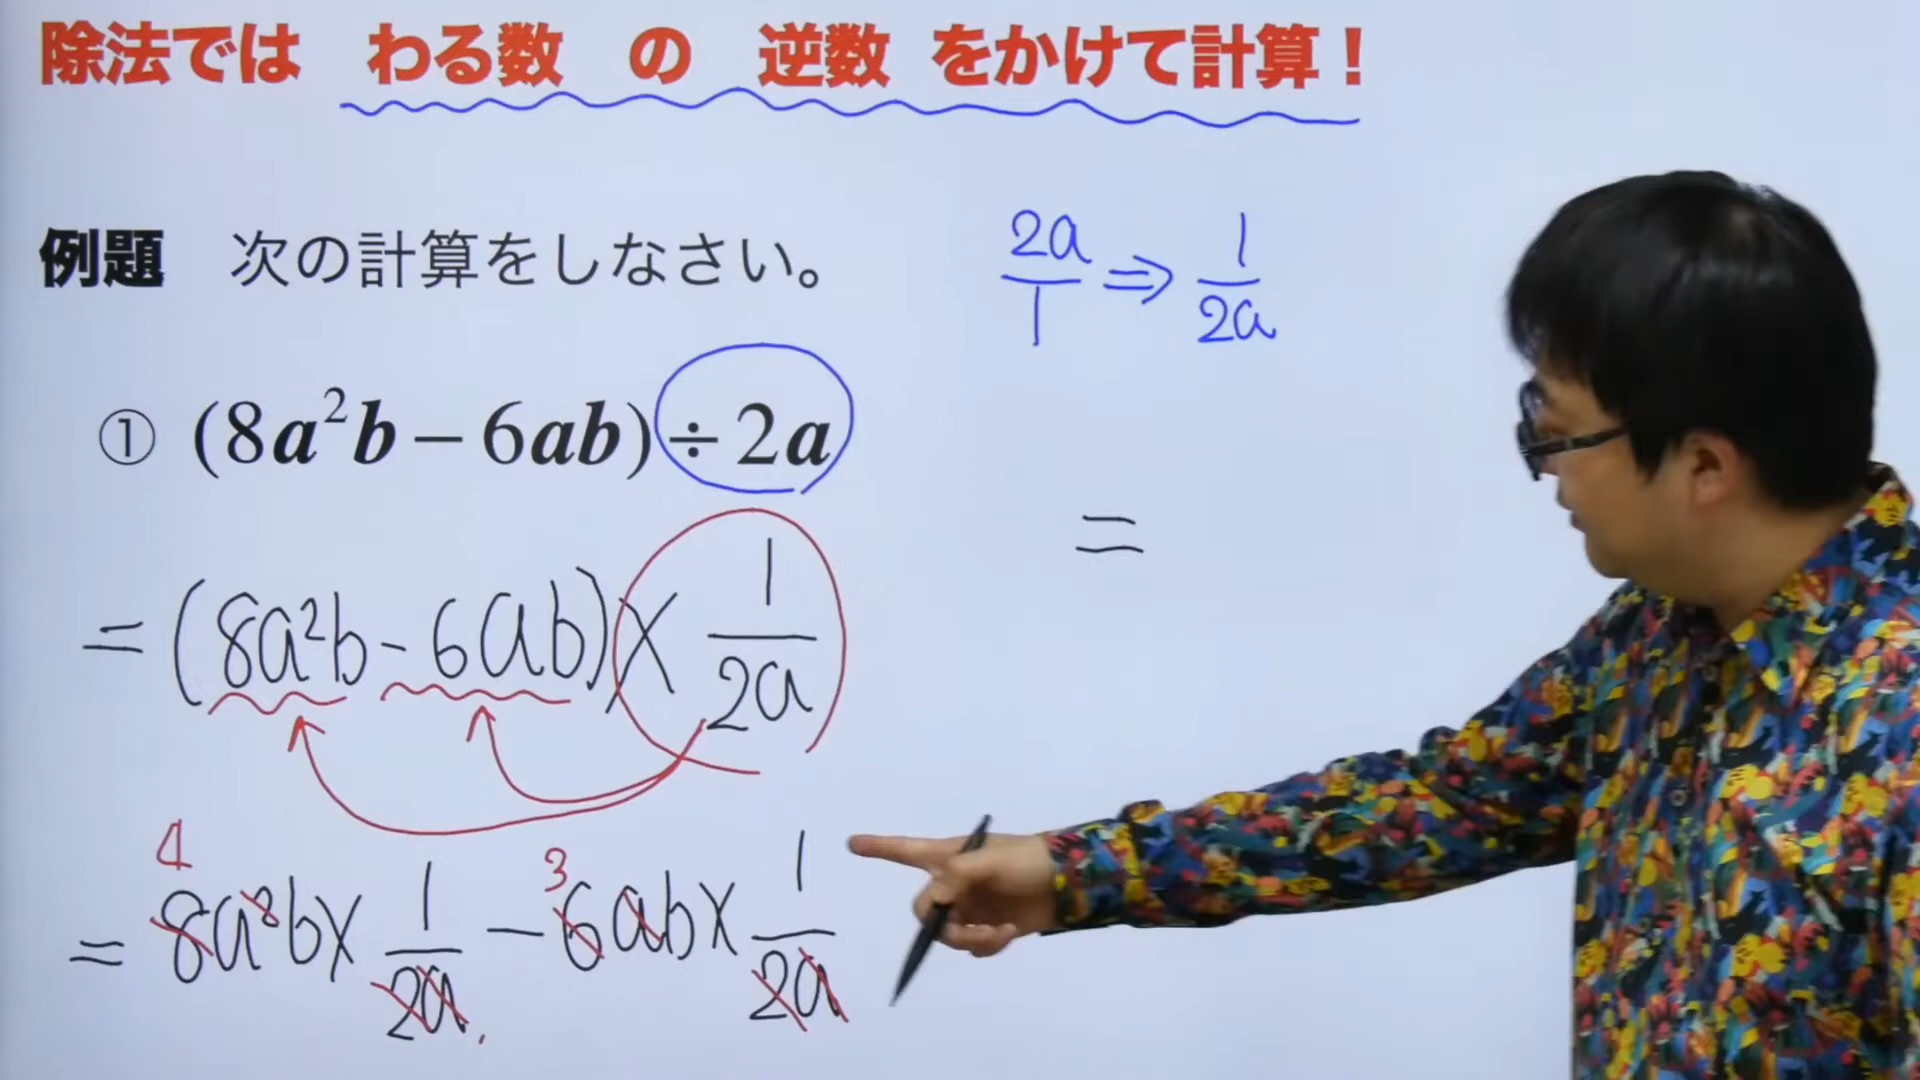 除法では わる数 の 逆数 をかけて計算！
例題 次の計算をしなさい。
2a/1 ⇒ 1/2a
① (8a²b − 6ab) ÷ 2a
= (8a²b - 6ab) × 1/2a
=
4 3
= 8a²b × 1/2a − 6ab × 1/2a